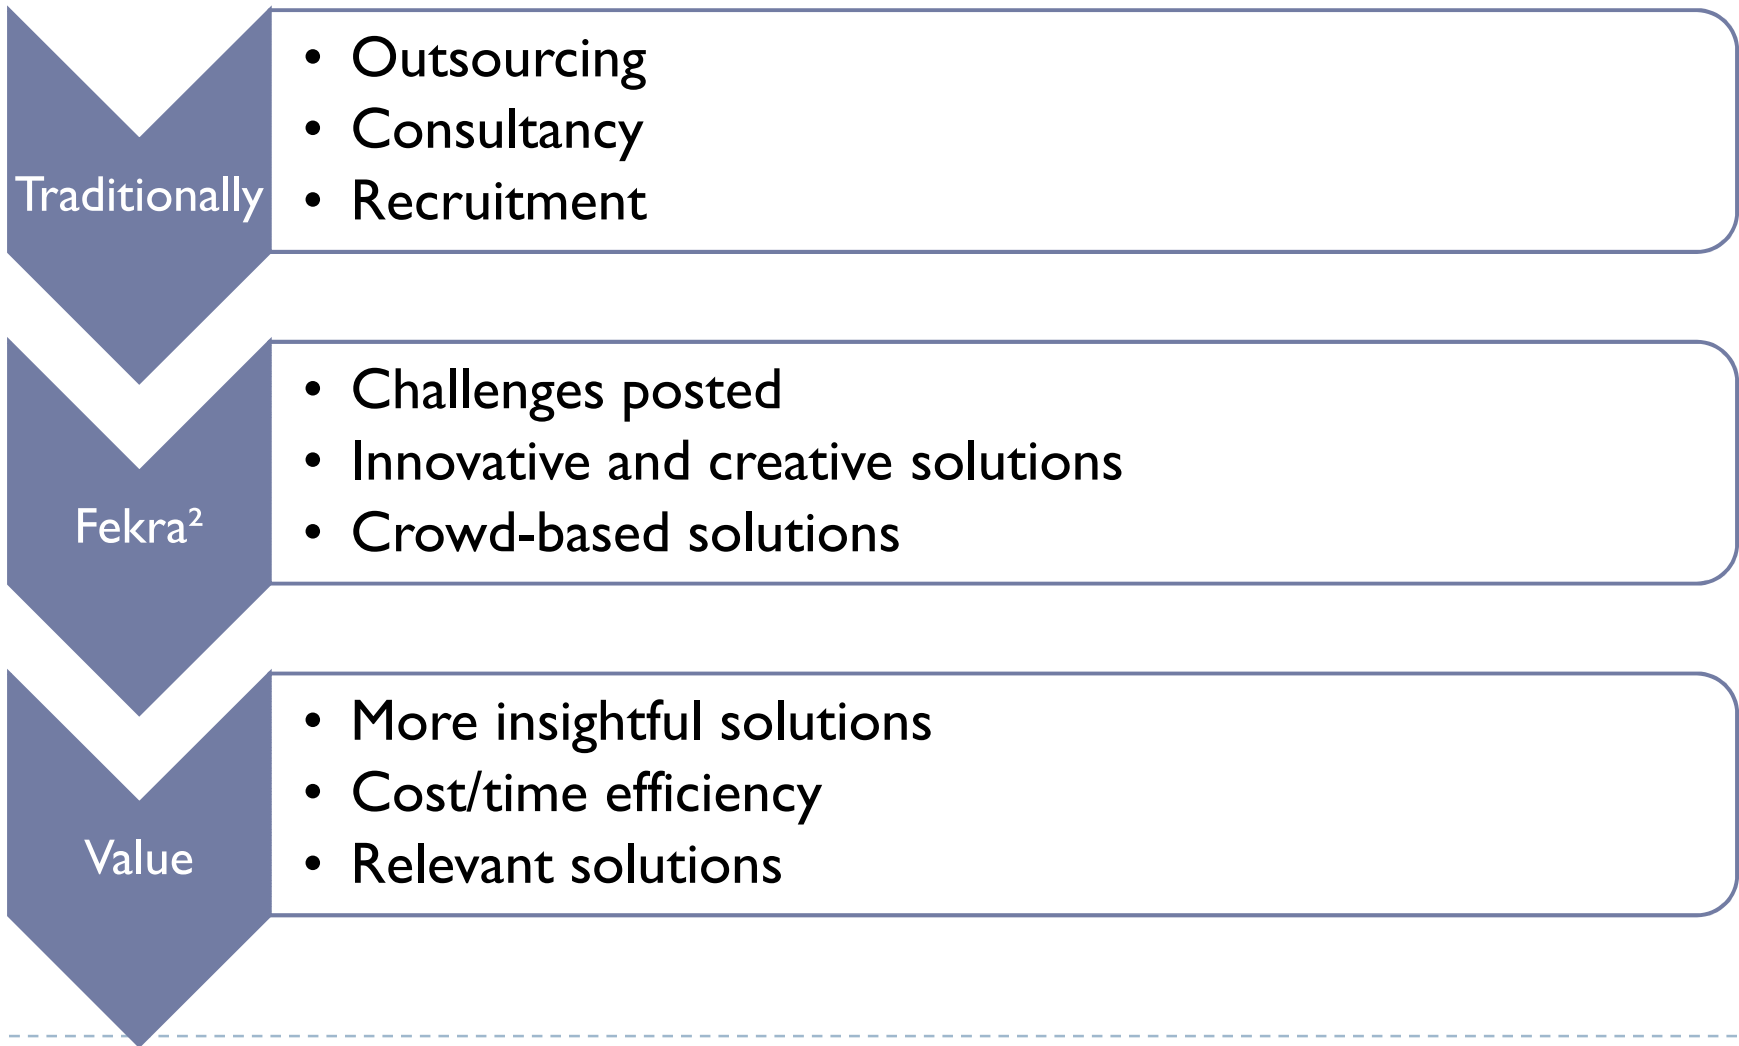 Traditionally
• Outsourcing
• Consultancy
• Recruitment
Fekra²
• Challenges posted
• Innovative and creative solutions
• Crowd-based solutions
Value
• More insightful solutions
• Cost/time efficiency
• Relevant solutions